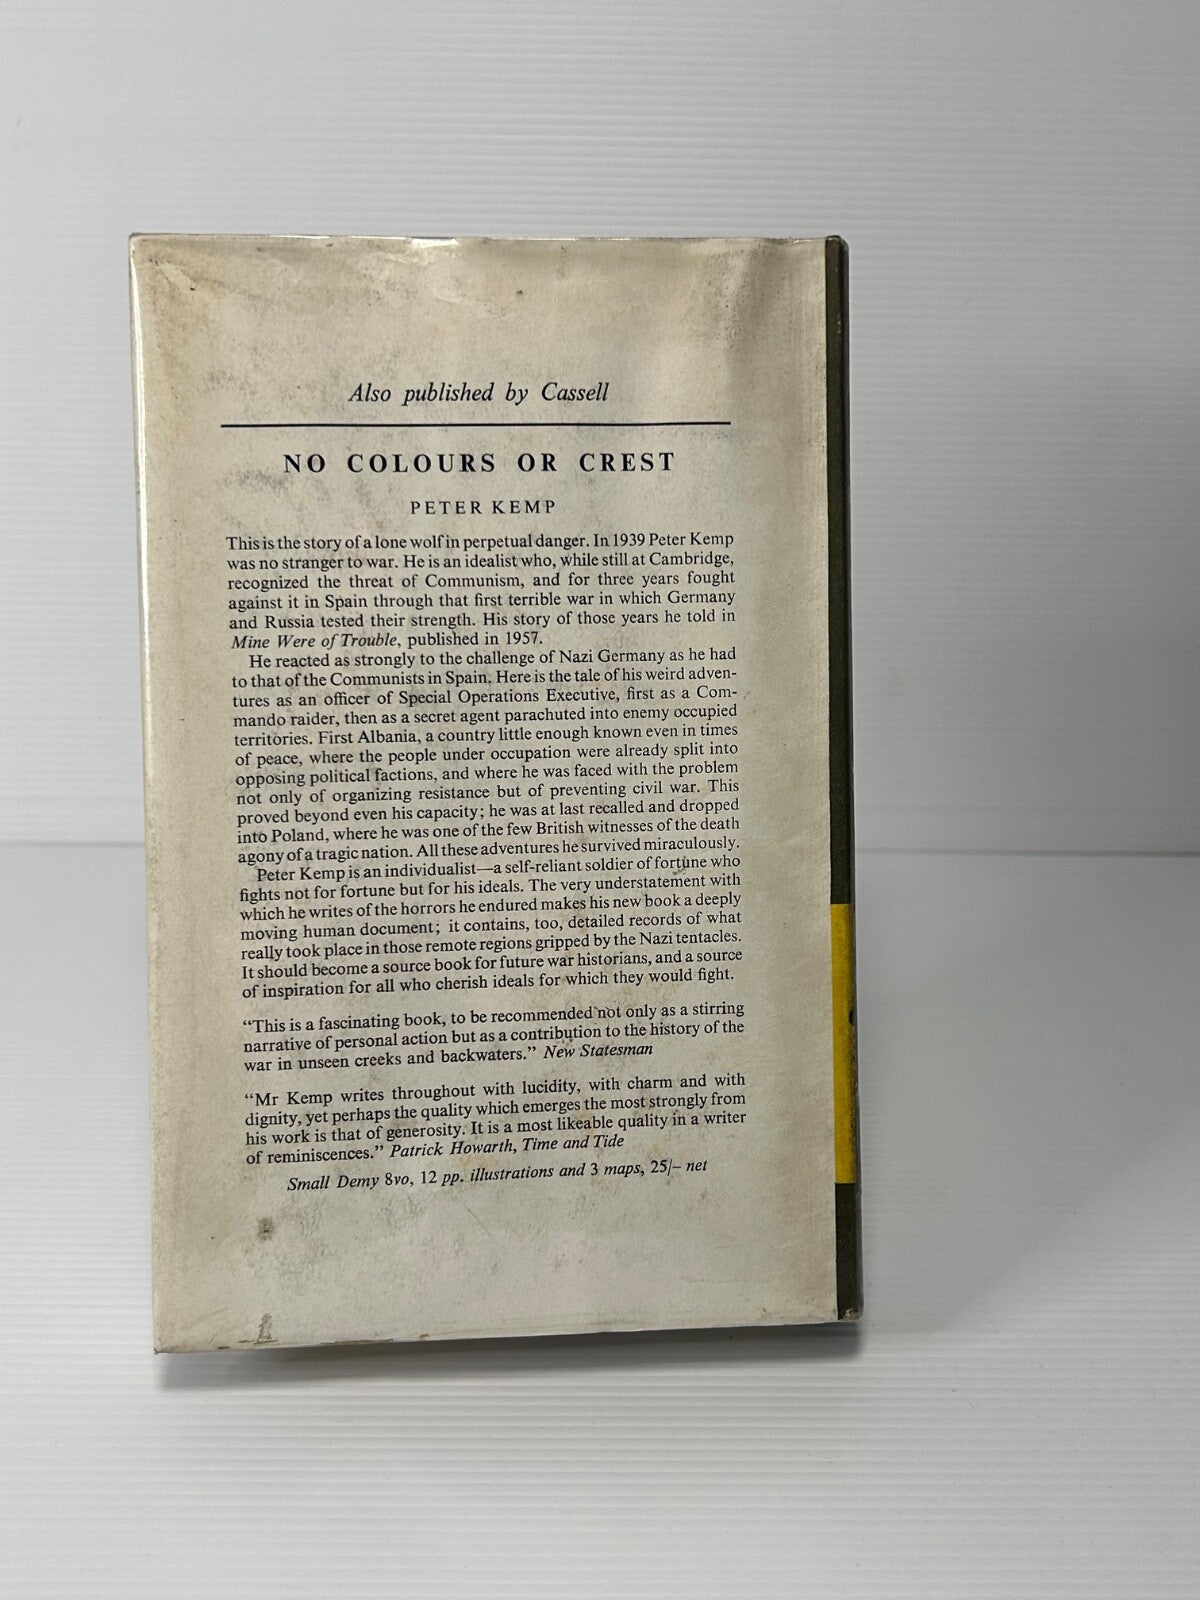 Also published by Cassell
NO COLOURS OR CREST
PETER KEMP
This is the story of a lone wolf in perpetual danger. In 1939 Peter Kemp
was no stranger to war. He is an idealist who, while still at Cambridge,
recognized the threat of Communism, and for three years fought
against it in Spain through that first terrible war in which Germany
and Russia tested their strength. His story of those years he told in
Mine Were of Trouble, published in 1957.
He reacted as strongly to the challenge of Nazi Germany as he had
to that of the Communists in Spain. Here is the tale of his weird adven-
tures as an officer of Special Operations Executive, first as a Com-
mando raider, then as a secret agent parachuted into enemy occupied
territories. First Albania, a country little enough known even in times
of peace, where the people under occupation were already split into
opposing political factions, and where he was faced with the problem
not only of organizing resistance but of preventing civil war. This
proved beyond even his capacity; he was at last recalled and dropped
into Poland, where he was one of the few British witnesses of the death
agony of a tragic nation. All these adventures he survived miraculously.
Peter Kemp is an individualist—a self-reliant soldier of fortune who
fights not for fortune but for his ideals. The very understatement with
which he writes of the horrors he endured makes his new book a deeply
moving human document; it contains, too, detailed records of what
really took place in those remote regions gripped by the Nazi tentacles.
It should become a source book for future war historians, and a source
of inspiration for all who cherish ideals for which they would fight.
“This is a fascinating book, to be recommended not only as a stirring
narrative of personal action but as a contribution to the history of the
war in unseen creeks and backwaters.” New Statesman
“Mr Kemp writes throughout with lucidity, with charm and with
dignity, yet perhaps the quality which emerges the most strongly from
his work is that of generosity. It is a most likeable quality in a writer
of reminiscences.” Patrick Howarth, Time and Tide
Small Demy 8vo, 12 pp. illustrations and 3 maps, 25/– net